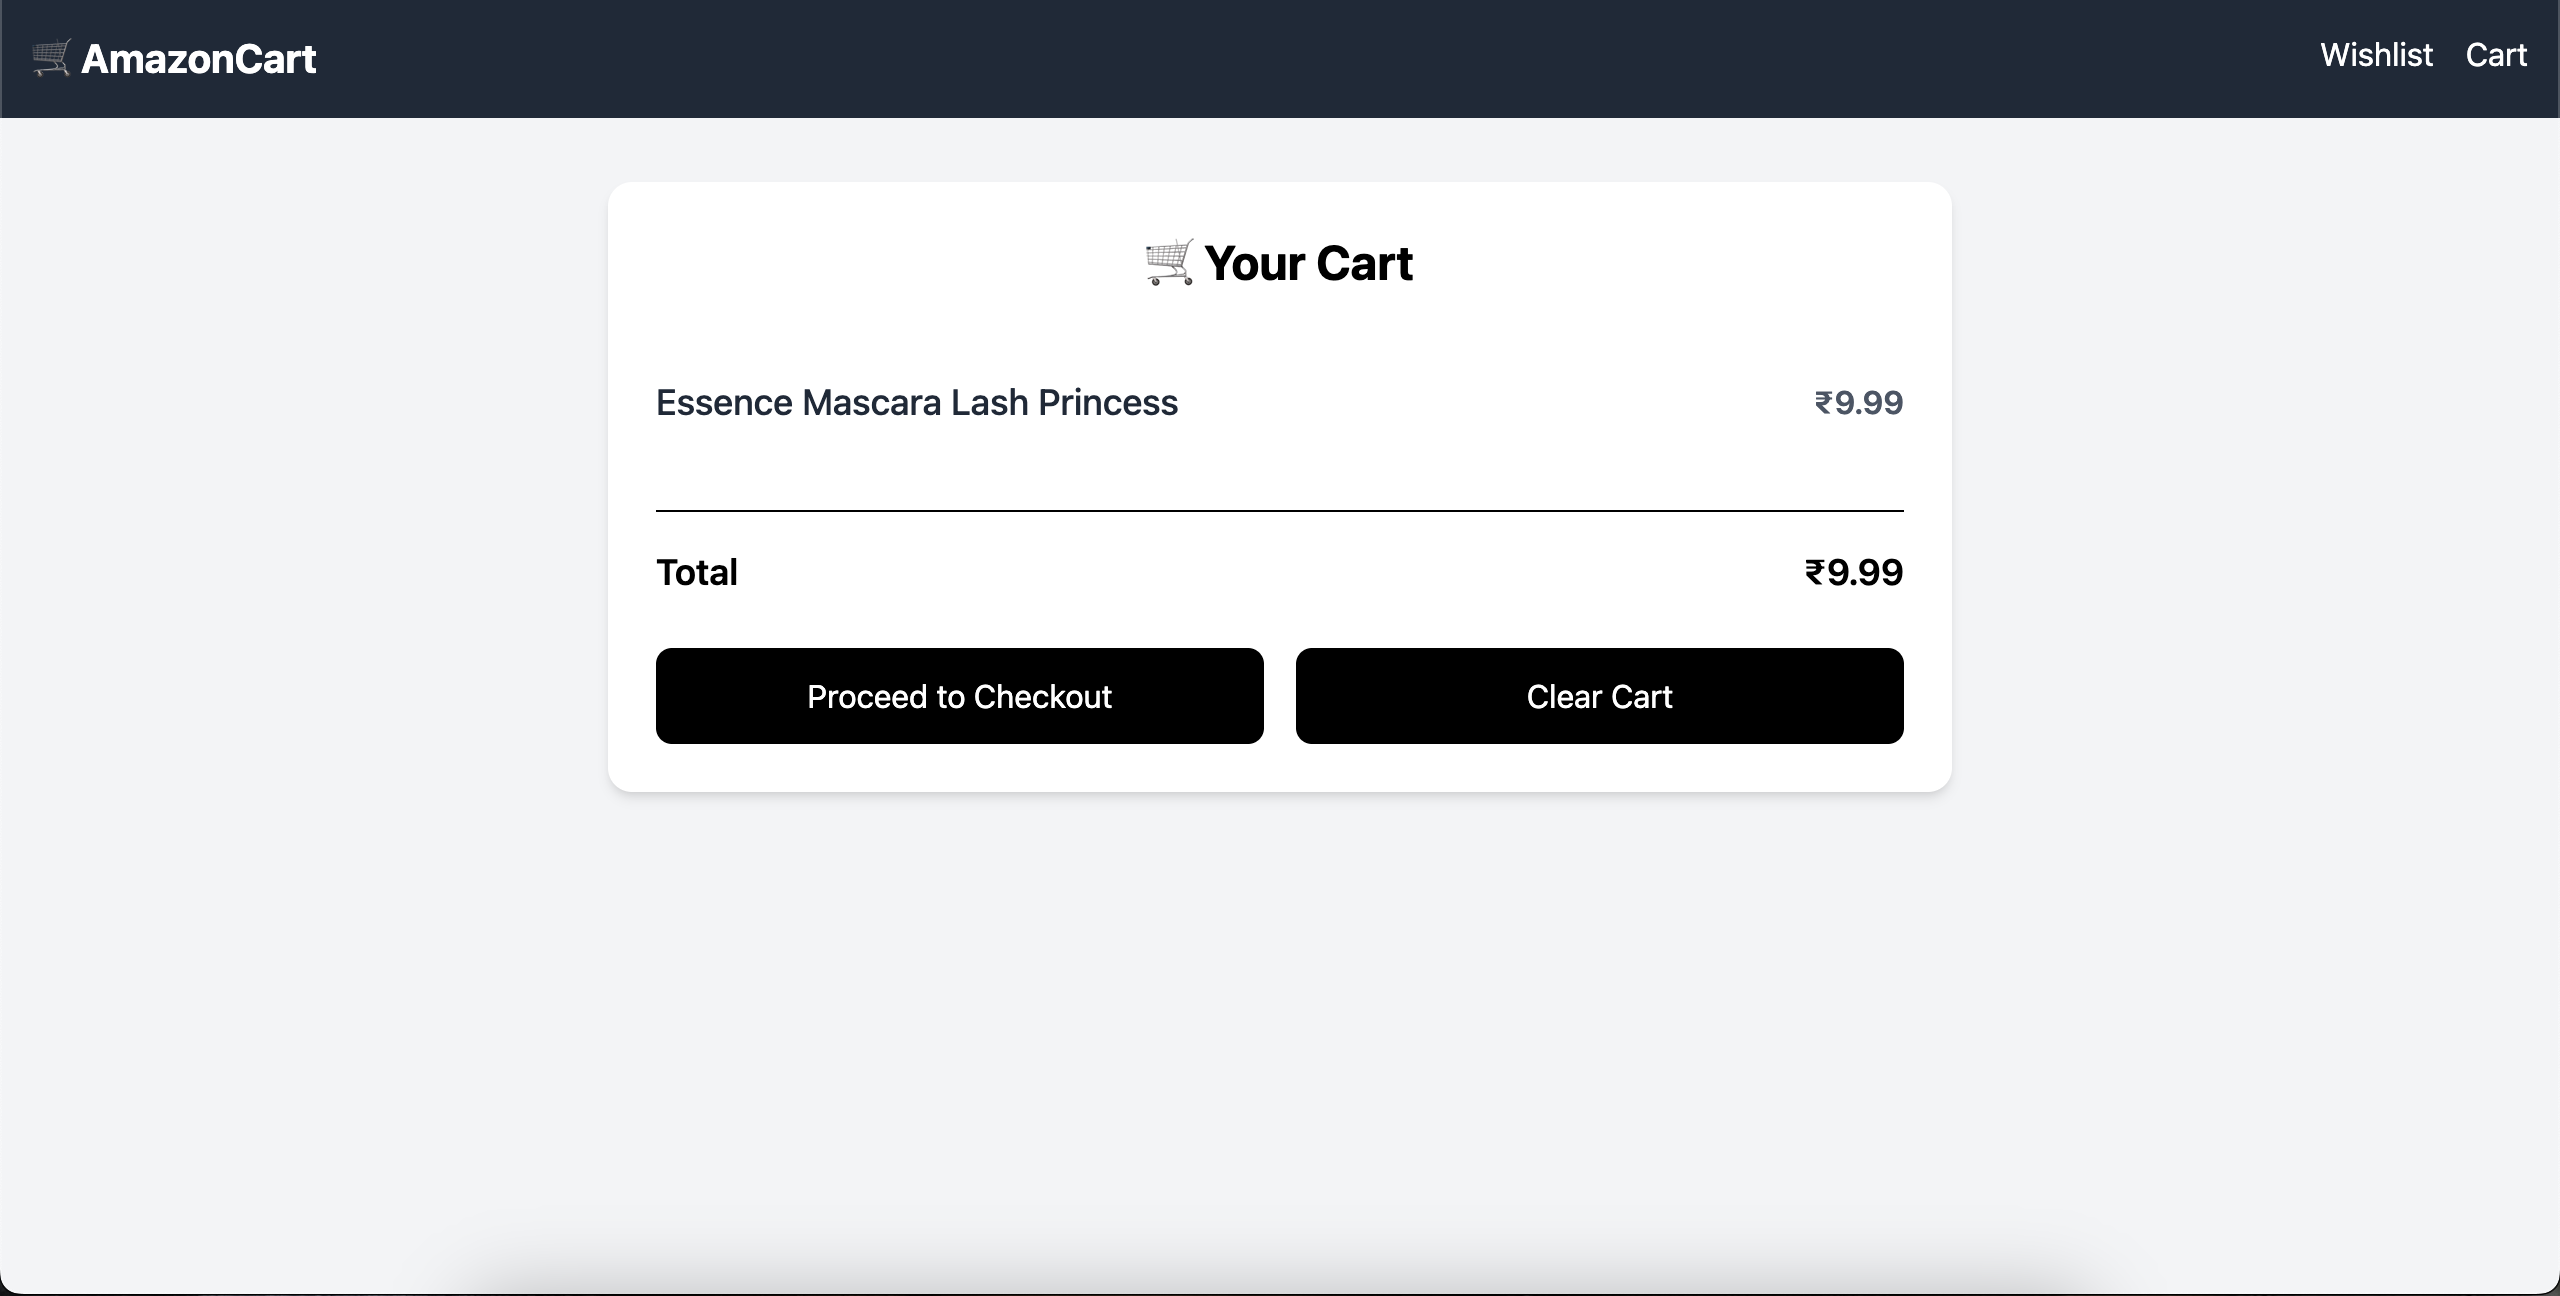 🛒 AmazonCart
Wishlist Cart
🛒 Your Cart
Essence Mascara Lash Princess ₹9.99
Total ₹9.99
Proceed to Checkout Clear Cart